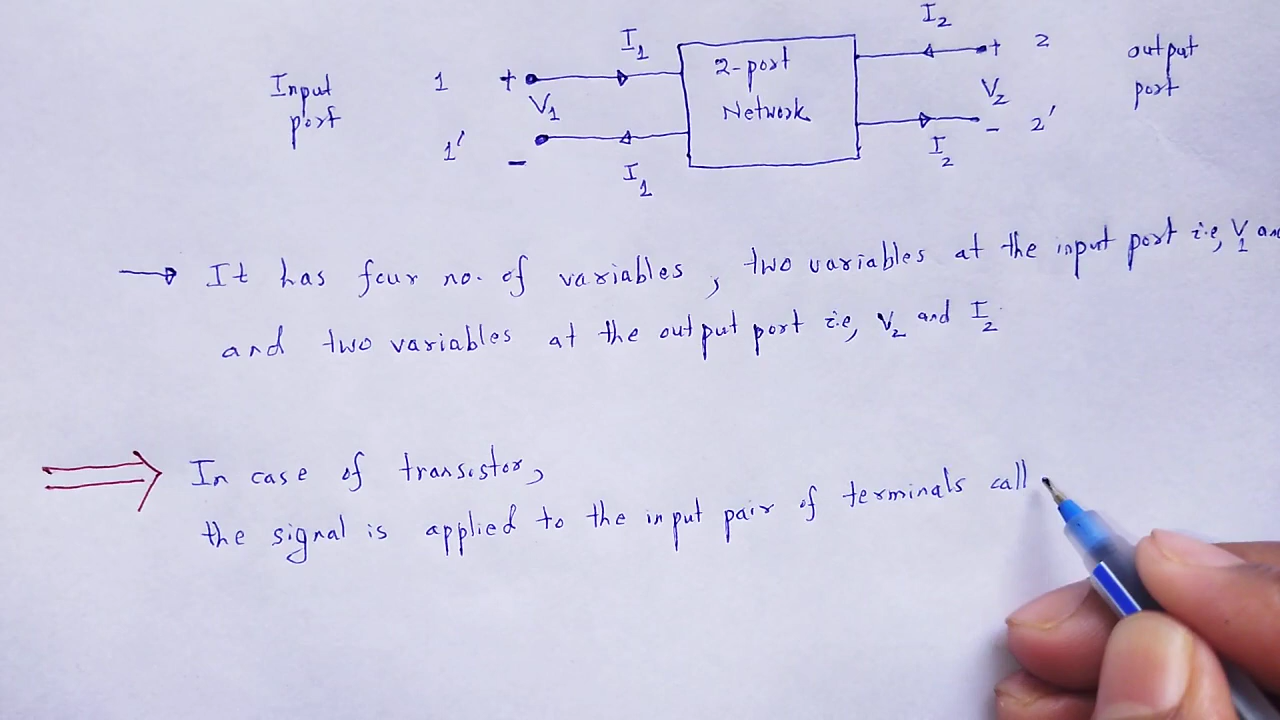 I1
I2
Input port
1
+
V1
2-port Network
+
2
output port
V2
1'
-
I1
-
2'
I2
→ It has four no. of variables, two variables at the input port i.e, V1 an
and two variables at the output port i.e, V2 and I2
⟹ In case of transistor,
the signal is applied to the input pair of terminals call